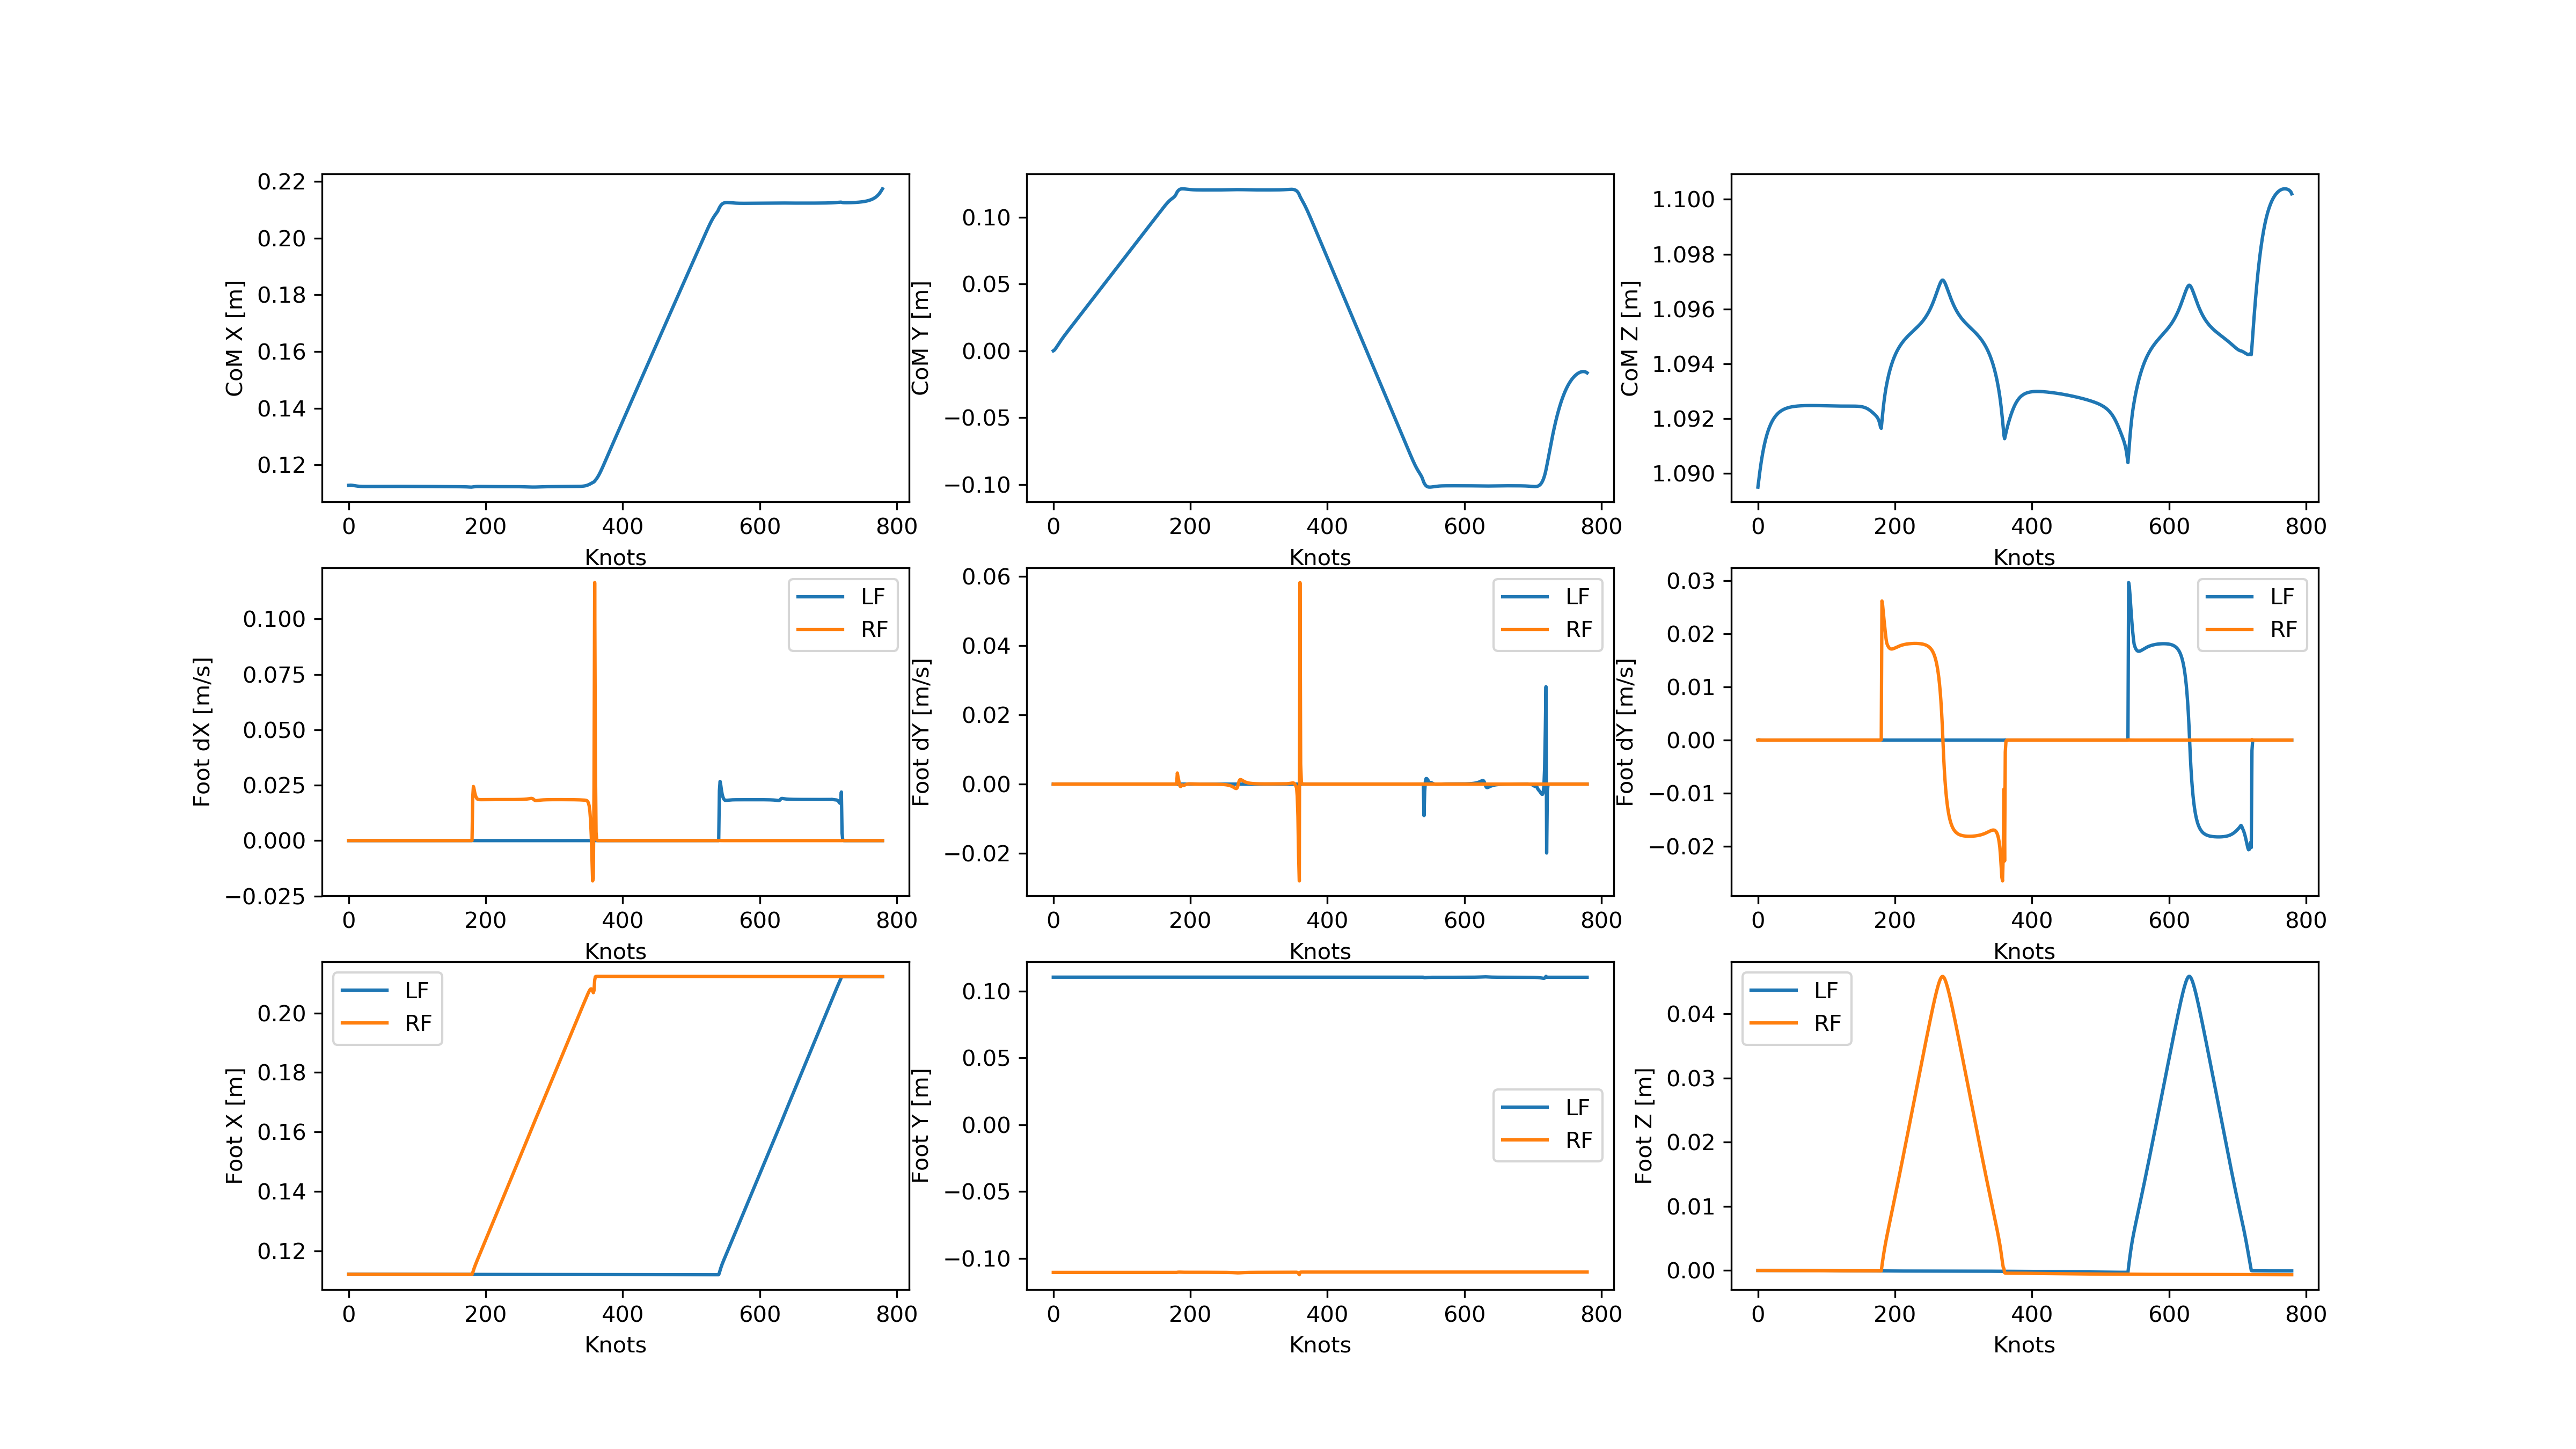 CoM X [m]
0.22
0.20
0.18
0.16
0.14
0.12
0 200 400 600 800
Knots
CoM Y [m]
0.10
0.05
0.00
−0.05
−0.10
0 200 400 600 800
Knots
CoM Z [m]
1.100
1.098
1.096
1.094
1.092
1.090
0 200 400 600 800
Knots
Foot dX [m/s]
0.100
0.075
0.050
0.025
0.000
−0.025
LF
RF
0 200 400 600 800
Knots
Foot dY [m/s]
0.06
0.04
0.02
0.00
−0.02
LF
RF
0 200 400 600 800
Knots
Foot dY [m/s]
0.03
0.02
0.01
0.00
−0.01
−0.02
LF
RF
0 200 400 600 800
Knots
Foot X [m]
0.20
0.18
0.16
0.14
0.12
LF
RF
0 200 400 600 800
Knots
Foot Y [m]
0.10
0.05
0.00
−0.05
−0.10
LF
RF
0 200 400 600 800
Knots
Foot Z [m]
0.04
0.03
0.02
0.01
0.00
LF
RF
0 200 400 600 800
Knots